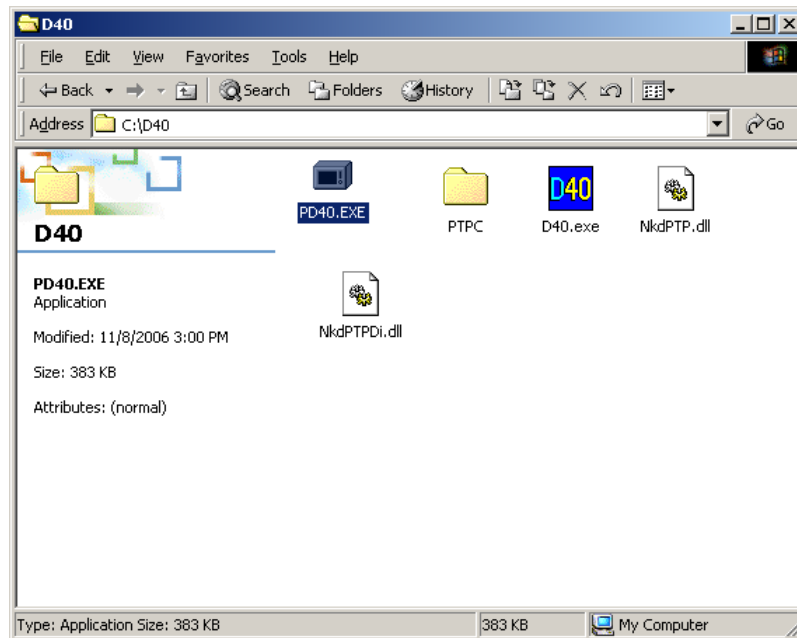 D40
File Edit View Favorites Tools Help
Back Search Folders History
Address C:\D40 Go
D40
PD40.EXE
Application
Modified: 11/8/2006 3:00 PM
Size: 383 KB
Attributes: (normal)
PD40.EXE PTPC D40 D40.exe NkdPTP.dll
NkdPTPDi.dll
Type: Application Size: 383 KB 383 KB My Computer